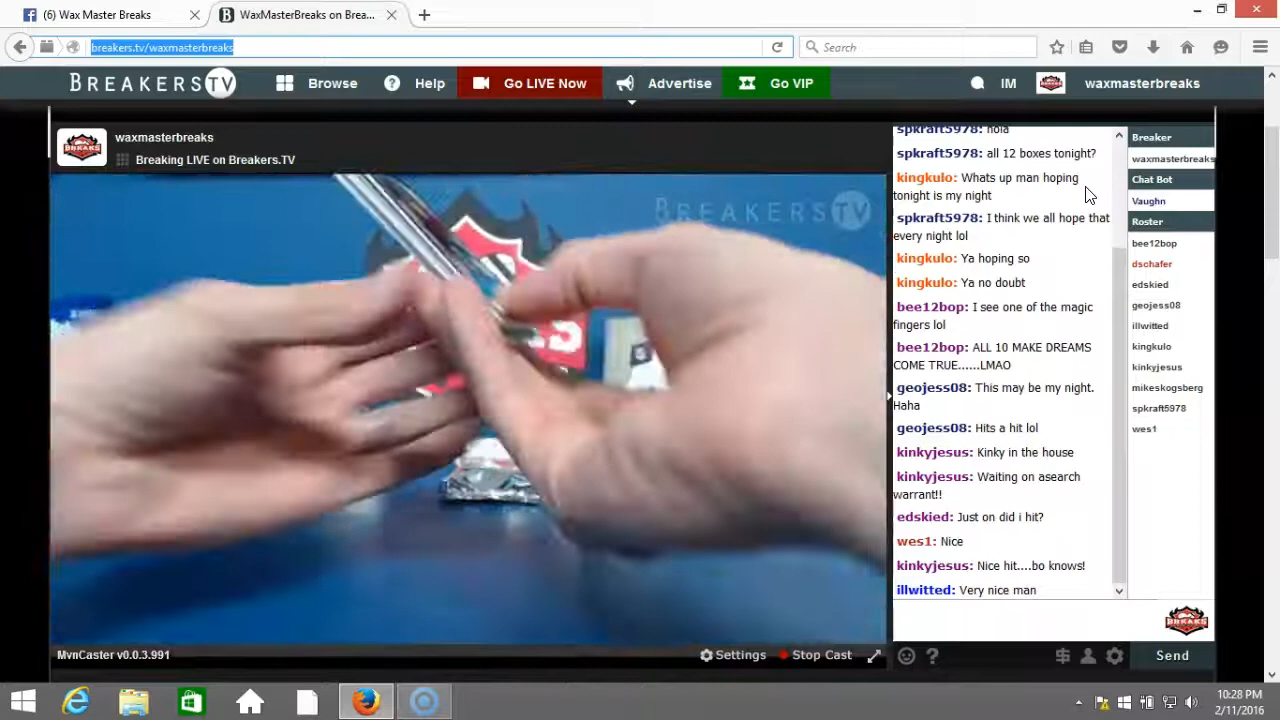 (6) Wax Master Breaks
WaxMasterBreaks on Brea...
breakers.tv/waxmasterbreaks
Search
BREAKERSTV
Browse
Help
Go LIVE Now
Advertise
Go VIP
IM
waxmasterbreaks
waxmasterbreaks
Breaking LIVE on Breakers.TV
BREAKERSTV
spkraft5978: hola
spkraft5978: all 12 boxes tonight?
kingkulo: Whats up man hoping
tonight is my night
spkraft5978: I think we all hope that
every night lol
kingkulo: Ya hoping so
kingkulo: Ya no doubt
bee12bop: I see one of the magic
fingers lol
bee12bop: ALL 10 MAKE DREAMS
COME TRUE......LMAO
geojess08: This may be my night.
Haha
geojess08: Hits a hit lol
kinkyjesus: Kinky in the house
kinkyjesus: Waiting on asearch
warrant!!
edskied: Just on did i hit?
wes1: Nice
kinkyjesus: Nice hit....bo knows!
illwitted: Very nice man
Breaker
waxmasterbreaks
Chat Bot
Vaughn
Roster
bee12bop
dschafer
edskied
geojess08
illwitted
kingkulo
kinkyjesus
mikeskogsberg
spkraft5978
wes1
BREAKS
MvnCaster v0.0.3.991
Settings
Stop Cast
Send
10:28 PM
2/11/2016